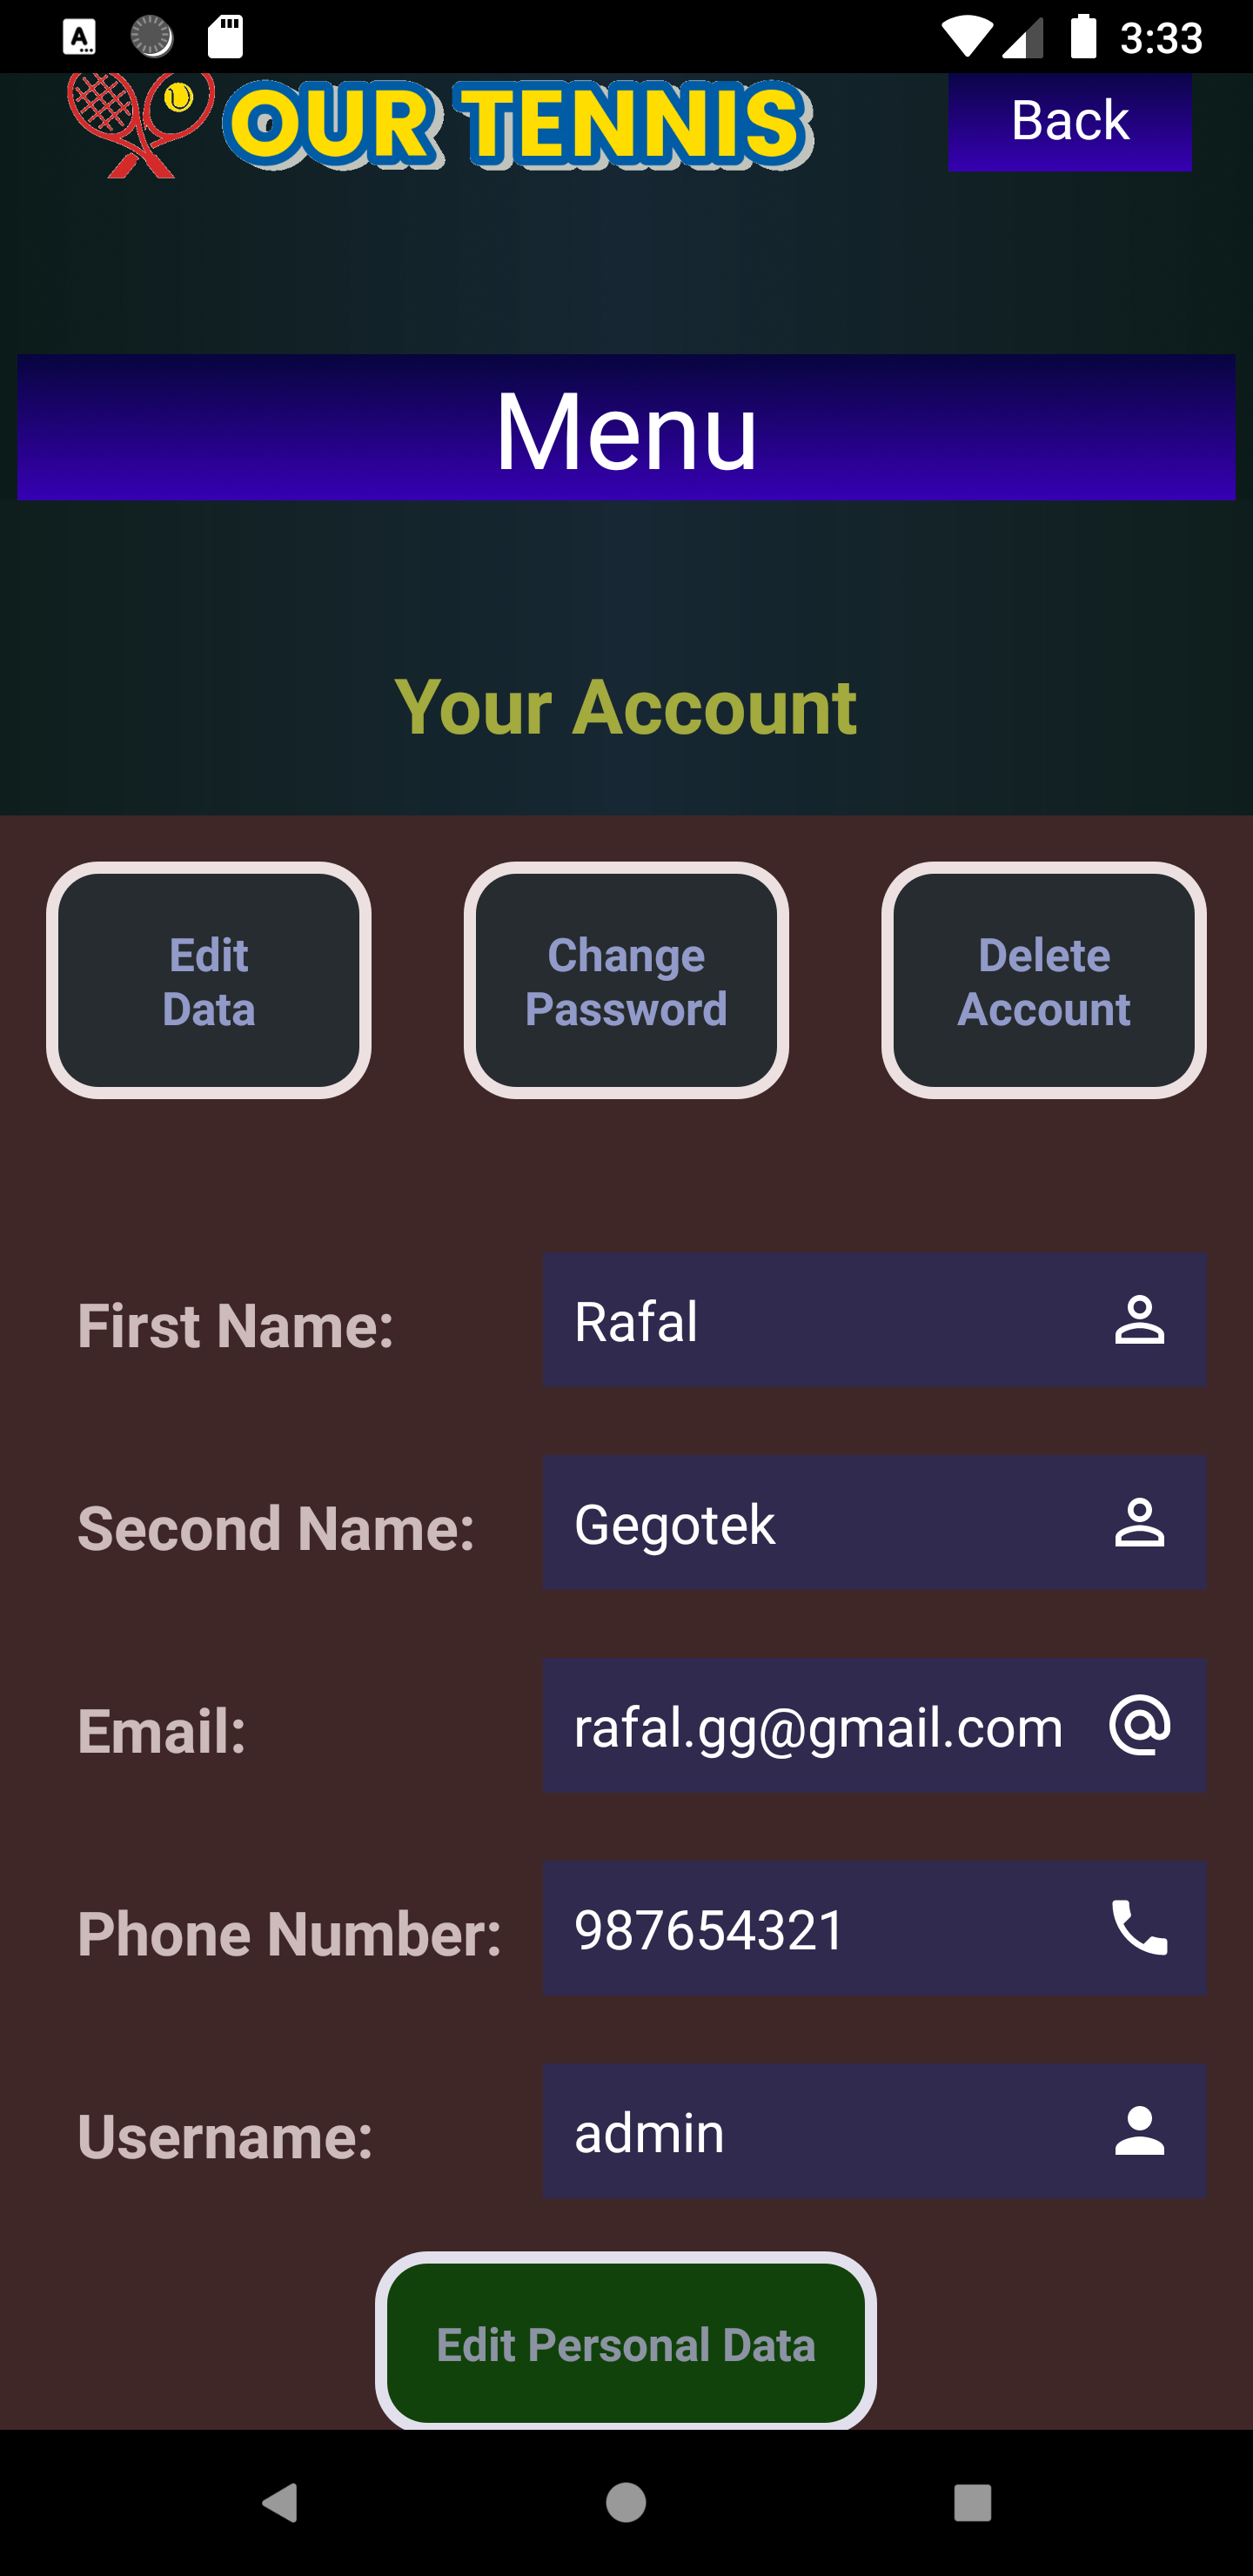 3:33
OUR TENNIS
Back
Menu
Your Account
Edit
Data
Change
Password
Delete
Account
First Name:
Rafal
Second Name:
Gegotek
Email:
rafal.gg@gmail.com
Phone Number:
987654321
Username:
admin
Edit Personal Data